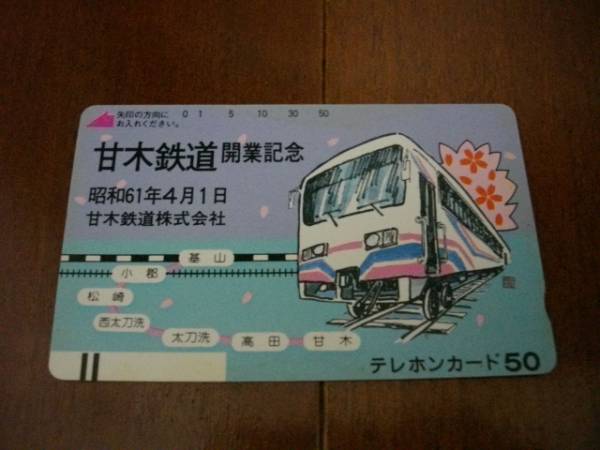 矢印の方向に
お入れください。
0 1 5 10 30 50
甘木鉄道開業記念
昭和61年4月1日
甘木鉄道株式会社
基山
小郡
松崎
西太刀洗
太刀洗
高田
甘木
テレホンカード50